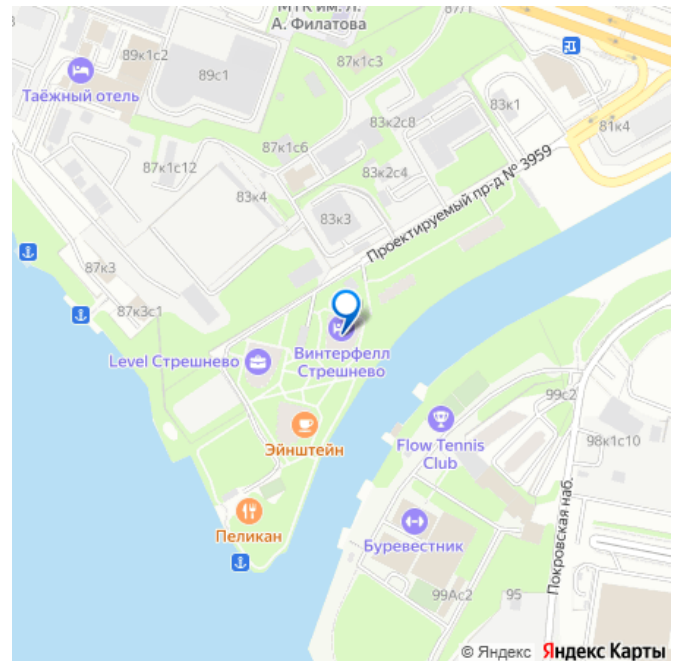 МТК им. Л.
А. Филатова
87/1
89к1с2
87к1с3
89с1
Таёжный отель
83к1
83к2с8
81к4
87к1с6
87к1с12
83к2с4
Проектируемый пр-д № 3959
83к4
83к3
87к3
87к3с1
Винтерфелл
Стрешнево
Level Стрешнево
99с2
Эйнштейн
Flow Tennis
Club
98к1с10
Покровская наб.
Пеликан
Буревестник
99Ас2
95
© Яндекс Яндекс Карты